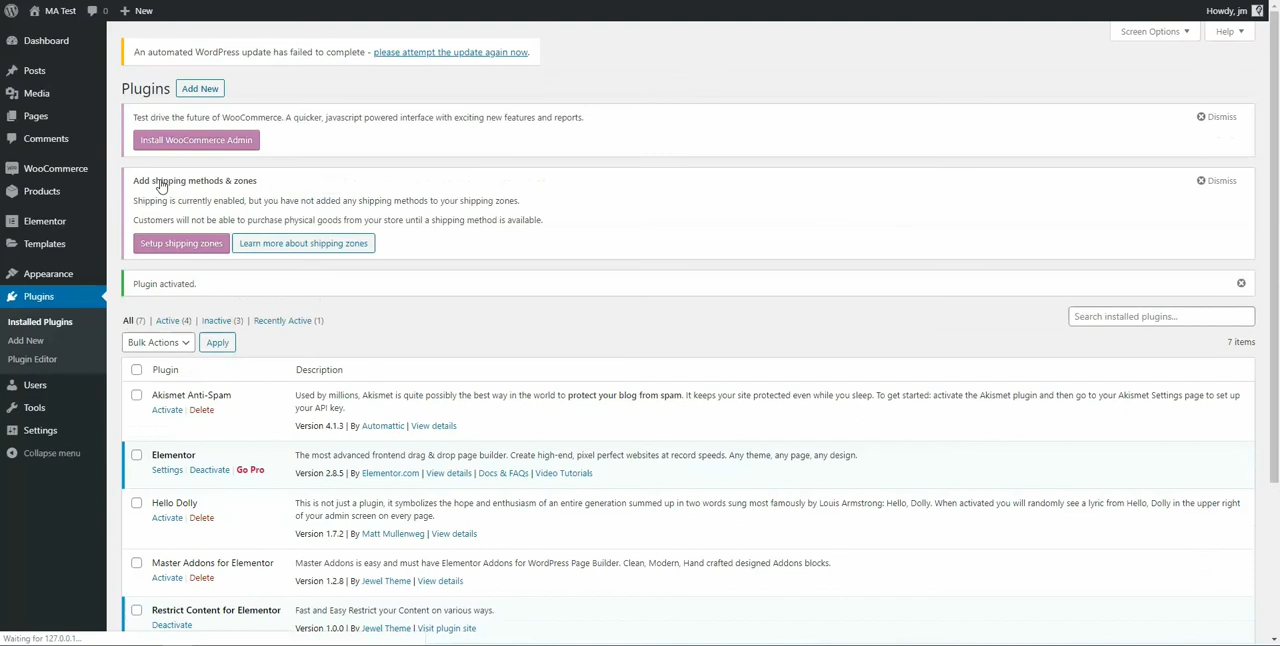 MA Test 0 New Howdy, jm
Screen Options Help
An automated WordPress update has failed to complete - please attempt the update again now.
Plugins Add New
Test drive the future of WooCommerce. A quicker, javascript powered interface with exciting new features and reports. Dismiss
Install WooCommerce Admin
Add shipping methods & zones Dismiss
Shipping is currently enabled, but you have not added any shipping methods to your shipping zones.
Customers will not be able to purchase physical goods from your store until a shipping method is available.
Setup shipping zones Learn more about shipping zones
Plugin activated.
All (7) | Active (4) | Inactive (3) | Recently Active (1)
Search installed plugins...
Bulk Actions Apply 7 items
Plugin Description
Akismet Anti-Spam
Activate | Delete
Used by millions, Akismet is quite possibly the best way in the world to protect your blog from spam. It keeps your site protected even while you sleep. To get started: activate the Akismet plugin and then go to your Akismet Settings page to set up
your API key.
Version 4.1.3 | By Automattic | View details
Elementor
Settings | Deactivate | Go Pro
The most advanced frontend drag & drop page builder. Create high-end, pixel perfect websites at record speeds. Any theme, any page, any design.
Version 2.8.5 | By Elementor.com | View details | Docs & FAQs | Video Tutorials
Hello Dolly
Activate | Delete
This is not just a plugin, it symbolizes the hope and enthusiasm of an entire generation summed up in two words sung most famously by Louis Armstrong: Hello, Dolly. When activated you will randomly see a lyric from Hello, Dolly in the upper right
of your admin screen on every page.
Version 1.7.2 | By Matt Mullenweg | View details
Master Addons for Elementor
Activate | Delete
Master Addons is easy and must have Elementor Addons for WordPress Page Builder. Clean, Modern, Hand crafted designed Addons blocks.
Version 1.2.8 | By Jewel Theme | View details
Restrict Content for Elementor
Deactivate
Fast and Easy Restrict your Content on various ways.
Version 1.0.0 | By Jewel Theme | Visit plugin site
Dashboard
Posts
Media
Pages
Comments
WooCommerce
Products
Elementor
Templates
Appearance
Plugins
Installed Plugins
Add New
Plugin Editor
Users
Tools
Settings
Collapse menu
Waiting for 127.0.0.1...